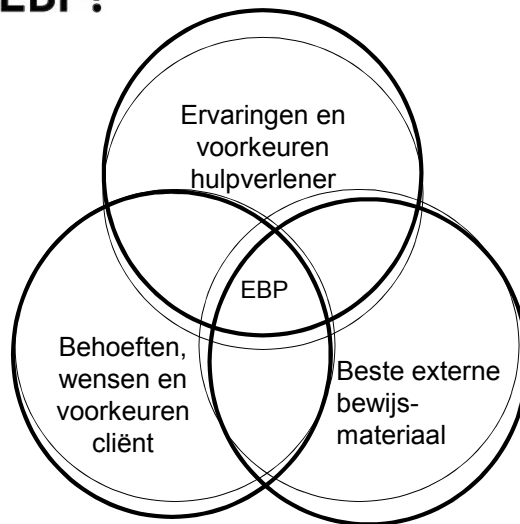 EBP?
Ervaringen en
voorkeuren
hulpverlener
EBP
Behoeften,
wensen en
voorkeuren
cliënt
Beste externe
bewijs-
materiaal